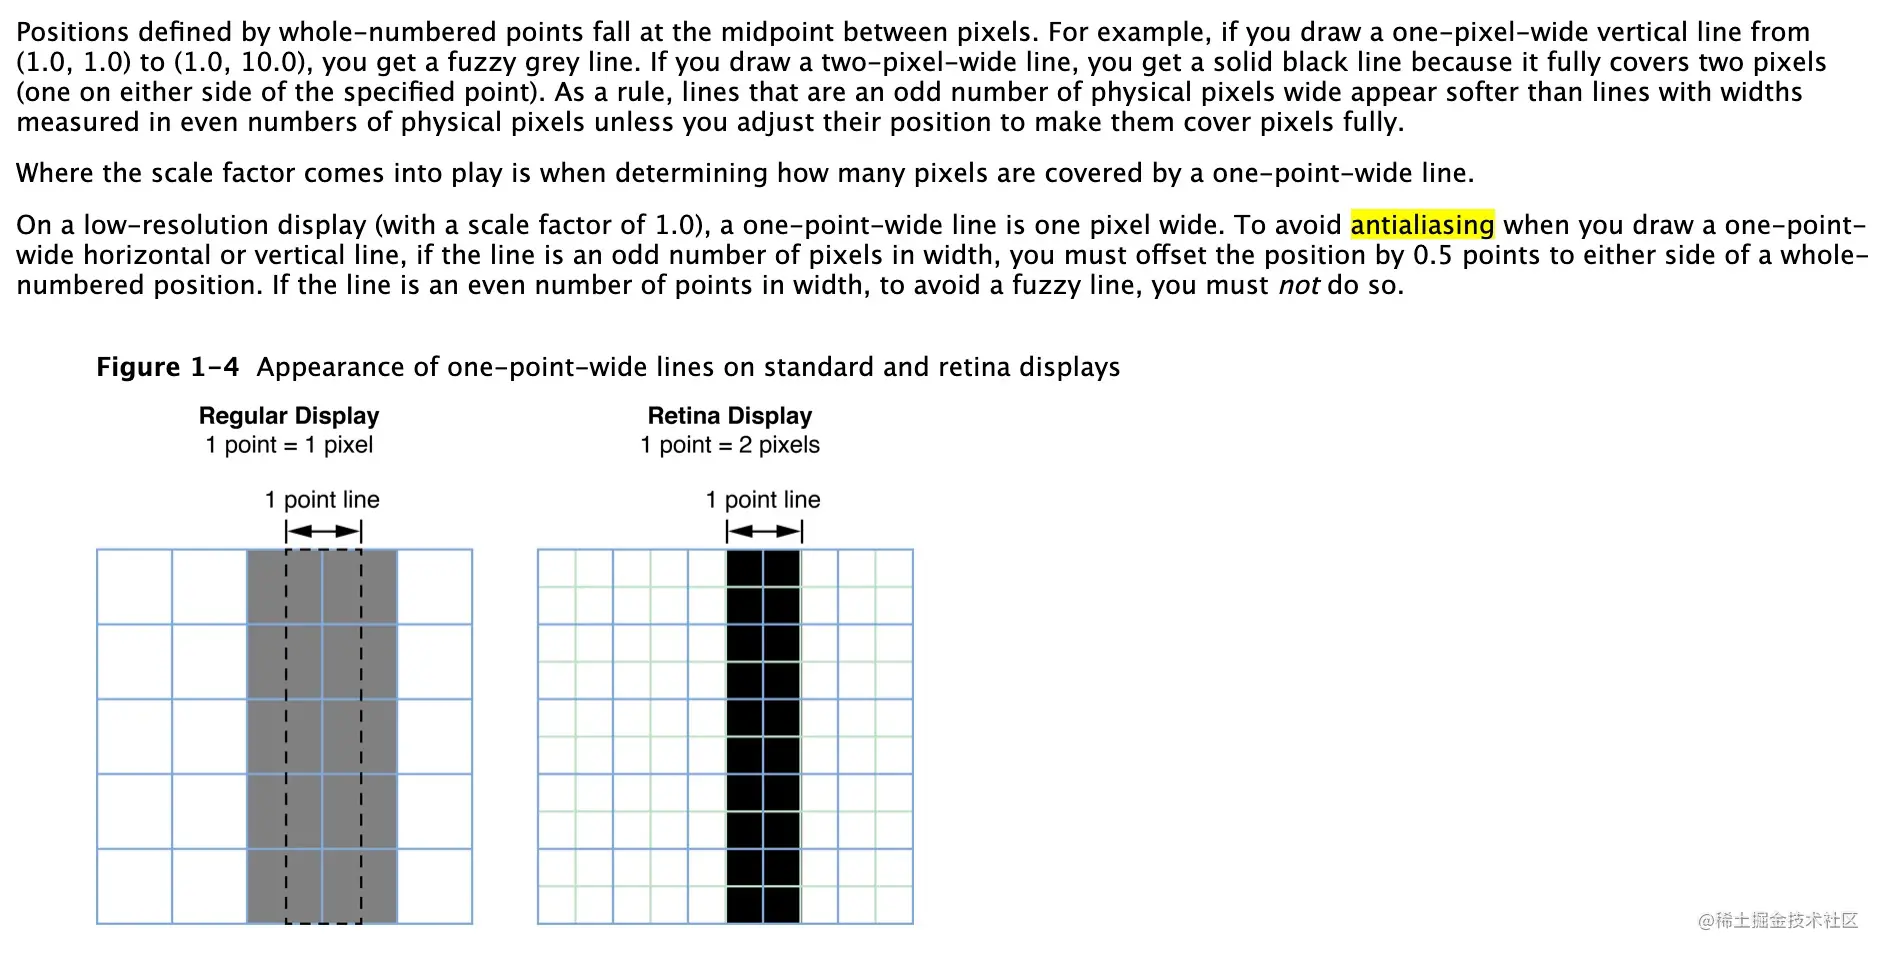 Positions defined by whole-numbered points fall at the midpoint between pixels. For example, if you draw a one-pixel-wide vertical line from
(1.0, 1.0) to (1.0, 10.0), you get a fuzzy grey line. If you draw a two-pixel-wide line, you get a solid black line because it fully covers two pixels
(one on either side of the specified point). As a rule, lines that are an odd number of physical pixels wide appear softer than lines with widths
measured in even numbers of physical pixels unless you adjust their position to make them cover pixels fully.
Where the scale factor comes into play is when determining how many pixels are covered by a one-point-wide line.
On a low-resolution display (with a scale factor of 1.0), a one-point-wide line is one pixel wide. To avoid antialiasing when you draw a one-point-
wide horizontal or vertical line, if the line is an odd number of pixels in width, you must offset the position by 0.5 points to either side of a whole-
numbered position. If the line is an even number of points in width, to avoid a fuzzy line, you must not do so.
Figure 1-4 Appearance of one-point-wide lines on standard and retina displays
Regular Display
1 point = 1 pixel
1 point line
Retina Display
1 point = 2 pixels
1 point line
@稀土掘金技术社区